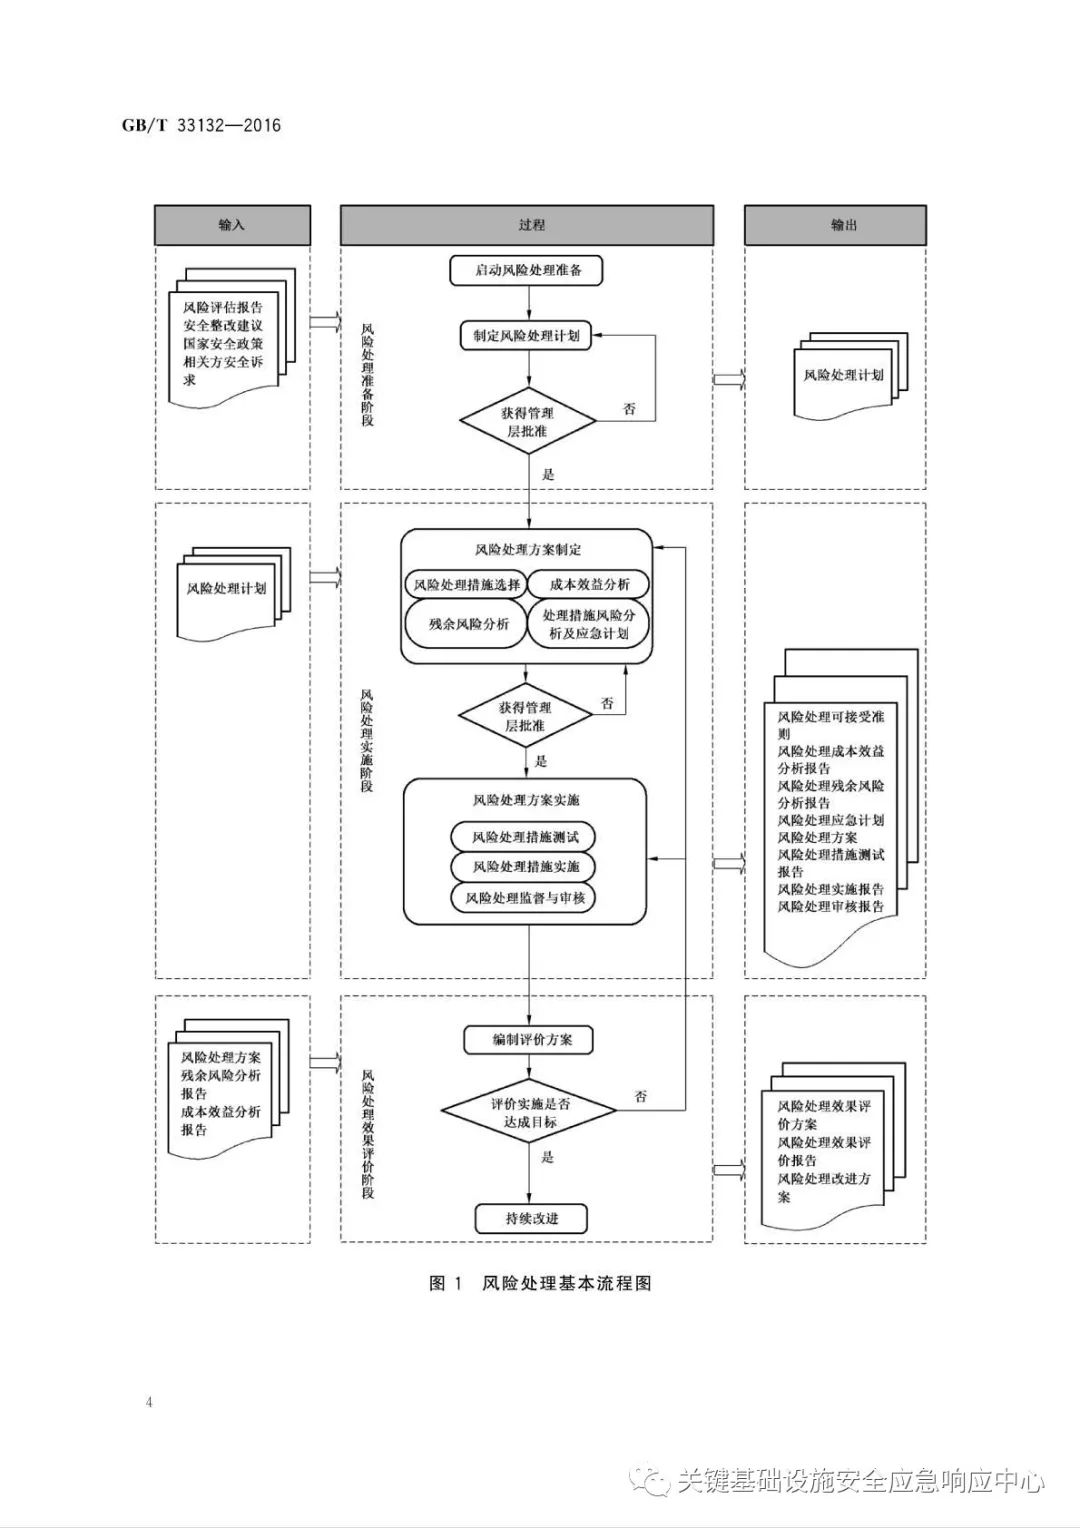 GB/T 33132—2016
输入
过程
输出
风险评估报告
安全整改建议
国家安全政策
相关方安全诉
求
风险处理准备阶段
启动风险处理准备
制定风险处理计划
获得管理
层批准
否
是
风险处理计划
风险处理计划
风险处理实施阶段
风险处理方案制定
风险处理措施选择
成本效益分析
残余风险分析
处理措施风险分
析及应急计划
获得管理
层批准
否
是
风险处理方案实施
风险处理措施测试
风险处理措施实施
风险处理监督与审核
风险处理可接受准
则
风险处理成本效益
分析报告
风险处理残余风险
分析报告
风险处理应急计划
风险处理方案
风险处理措施测试
报告
风险处理实施报告
风险处理审核报告
风险处理方案
残余风险分析
报告
成本效益分析
报告
风险处理效果评价阶段
编制评价方案
评价实施是否
达成目标
否
是
持续改进
风险处理效果评
价方案
风险处理效果评
价报告
风险处理改进方
案
图 1 风险处理基本流程图
4
关键基础设施安全应急响应中心